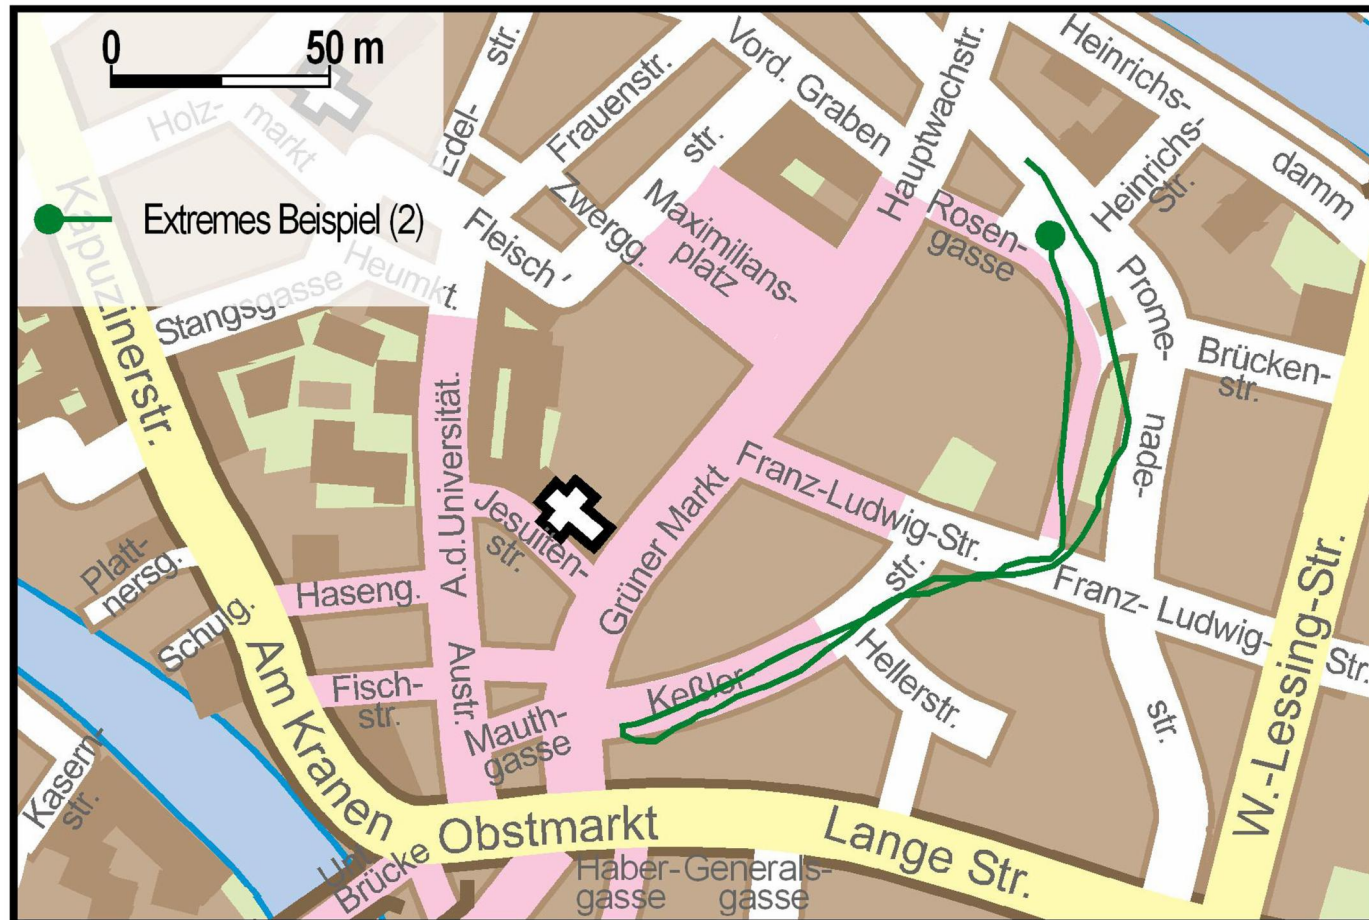 0 50 m
Extremes Beispiel (2)
Holz-
markt
Edel-
str.
Frauenstr.
Vord. Graben
Hauptwachstr.
Heinrichs-
damm
Heinrichs-
Str.
Zwergg.
str.
Maximilians-
platz
Rosen-
gasse
Fleisch
Heumkt.
Stangsgasse
Kapuzinerstr.
Prome-
nade-
str.
Brücken-
str.
A.d.Universität.
Jesuiten-
str.
Grüner Markt
Franz-Ludwig-Str.
Franz- Ludwig-
Str.
Platt-
nersg.
Schulg.
Haseng.
Fisch-
str.
Austr.
Mauth-
gasse
Keßler-
str.
Hellerstr.
W.-Lessing-Str.
Kasern-
str.
Am Kranen
Obstmarkt
Lange Str.
Brücke
Haber-
gasse
Generals-
gasse